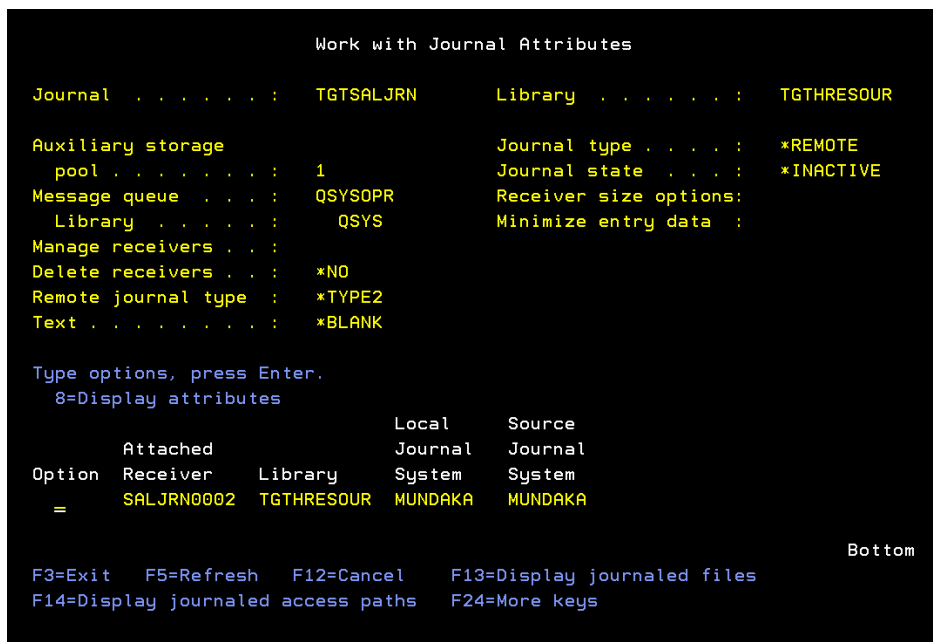 Work with Journal Attributes
Journal . . . . . . : TGTSALJRN Library . . . . . . : TGTHRESOUR
Auxiliary storage Journal type . . . . : *REMOTE
pool . . . . . . . : 1 Journal state . . . : *INACTIVE
Message queue . . . : QSYSOPR Receiver size options:
Library . . . . . : QSYS Minimize entry data :
Manage receivers . . :
Delete receivers . . : *NO
Remote journal type : *TYPE2
Text . . . . . . . . : *BLANK
Type options, press Enter.
8=Display attributes
Local Source
Attached Journal Journal
Option Receiver Library System System
_ SALJRN0002 TGTHRESOUR MUNDAKA MUNDAKA
Bottom
F3=Exit F5=Refresh F12=Cancel F13=Display journaled files
F14=Display journaled access paths F24=More keys